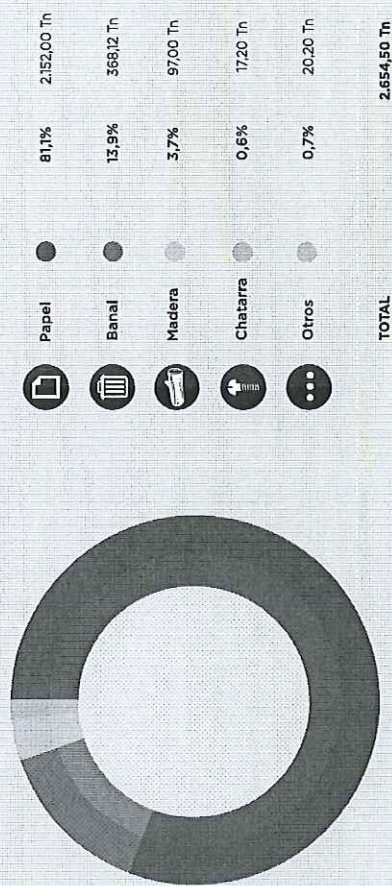 Papel 81,1% 2.152,00 Tn
Banal 13,9% 368,12 Tn
Madera 3,7% 97,00 Tn
Chatarra 0,6% 17,20 Tn
Otros 0,7% 20,20 Tn
TOTAL 2.654,50 Tn